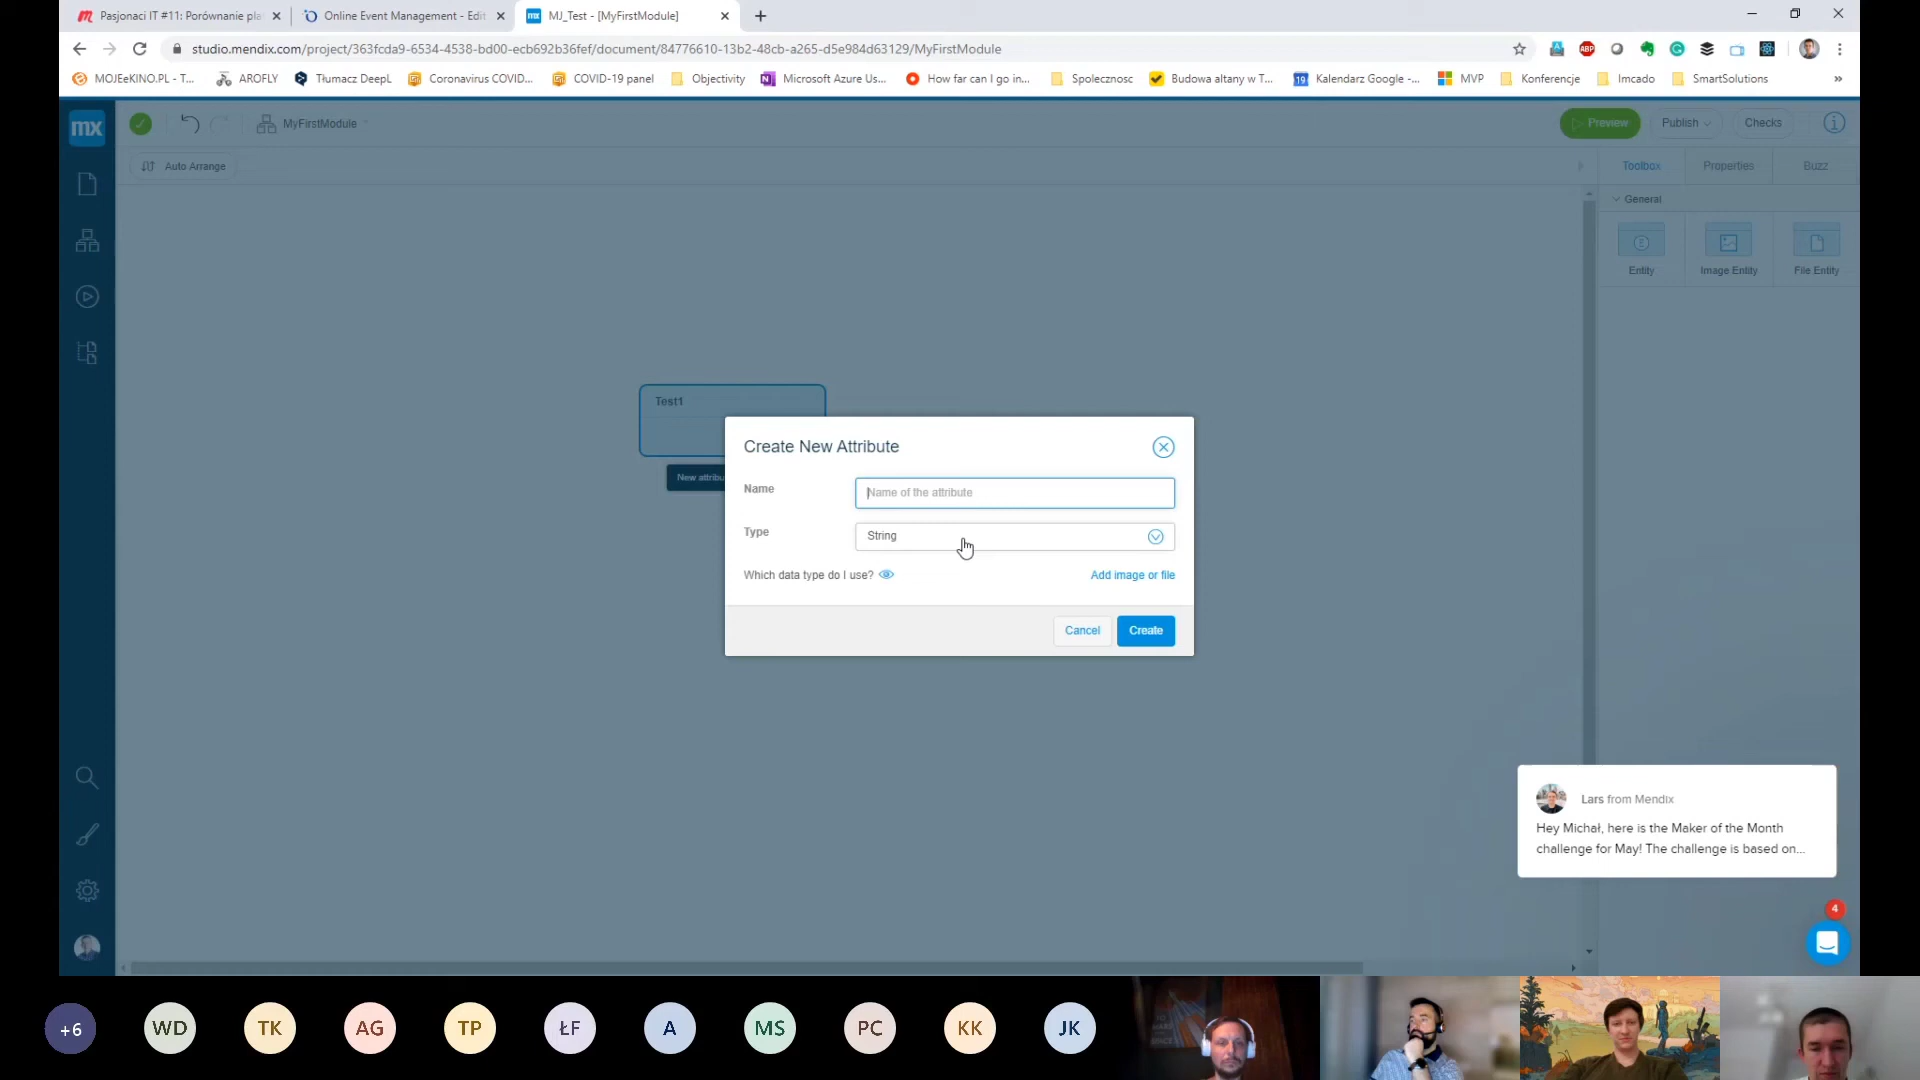 Pasjonaci IT #11: Porównanie pla
Online Event Management - Edit
mx
MJ_Test - [MyFirstModule]
studio.mendix.com/project/363fcda9-6534-4538-bd00-ecb692b36fef/document/84776610-13b2-48cb-a265-d5e984d63129/MyFirstModule
ABP
MOJEeKINO.PL - T...
AROFLY
Tłumacz DeepL
Coronavirus COVID...
COVID-19 panel
Objectivity
Microsoft Azure Us...
How far can I go in...
Spolecznosc
Budowa altany w T...
Kalendarz Google -...
MVP
Konferencje
Imcado
SmartSolutions
»
mx
MyFirstModule
Preview
Publish
Checks
Auto Arrange
Toolbox
Properties
Buzz
General
Entity
Image Entity
File Entity
Test1
New attribu
Create New Attribute
Name
Name of the attribute
Type
String
Which data type do I use?
Add image or file
Cancel
Create
Lars from Mendix
Hey Michał, here is the Maker of the Month
challenge for May! The challenge is based on...
4
+6
WD
TK
AG
TP
ŁF
A
MS
PC
KK
JK